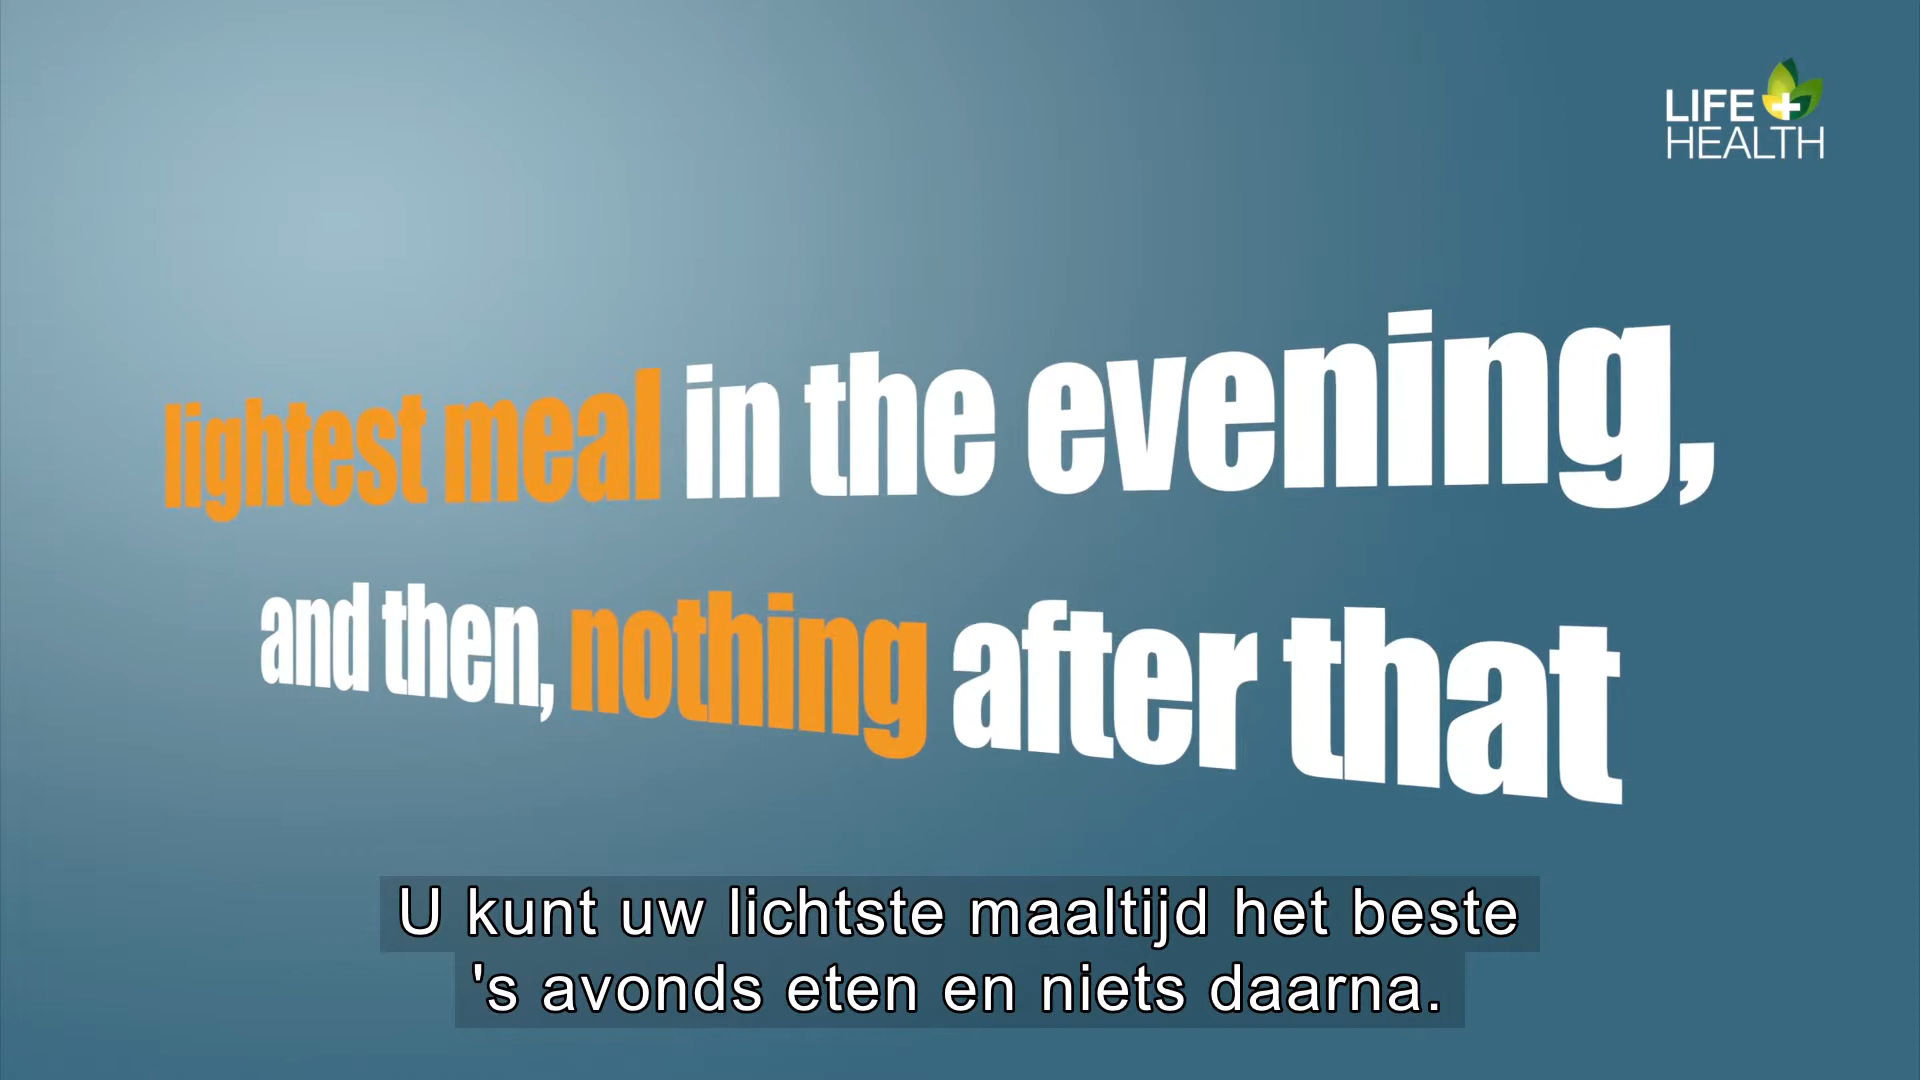 LIFE
HEALTH
lightest meal in the evening,
and then, nothing after that
U kunt uw lichtste maaltijd het beste
's avonds eten en niets daarna.